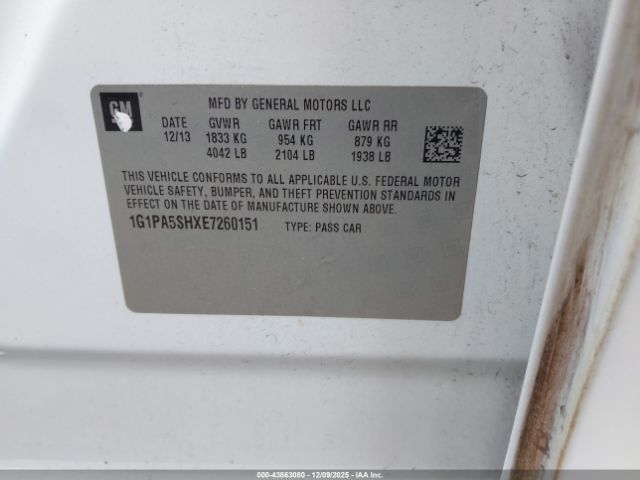 GM
MFD BY GENERAL MOTORS LLC
DATE GVWR GAWR FRT GAWR RR
12/13 1833 KG 954 KG 879 KG
4042 LB 2104 LB 1938 LB
THIS VEHICLE CONFORMS TO ALL APPLICABLE U.S. FEDERAL MOTOR
VEHICLE SAFETY, BUMPER, AND THEFT PREVENTION STANDARDS IN
EFFECT ON THE DATE OF MANUFACTURE SHOWN ABOVE.
1G1PA5SHXE7260151 TYPE: PASS CAR
000-43863080 - 12/09/2025 - IAA Inc.